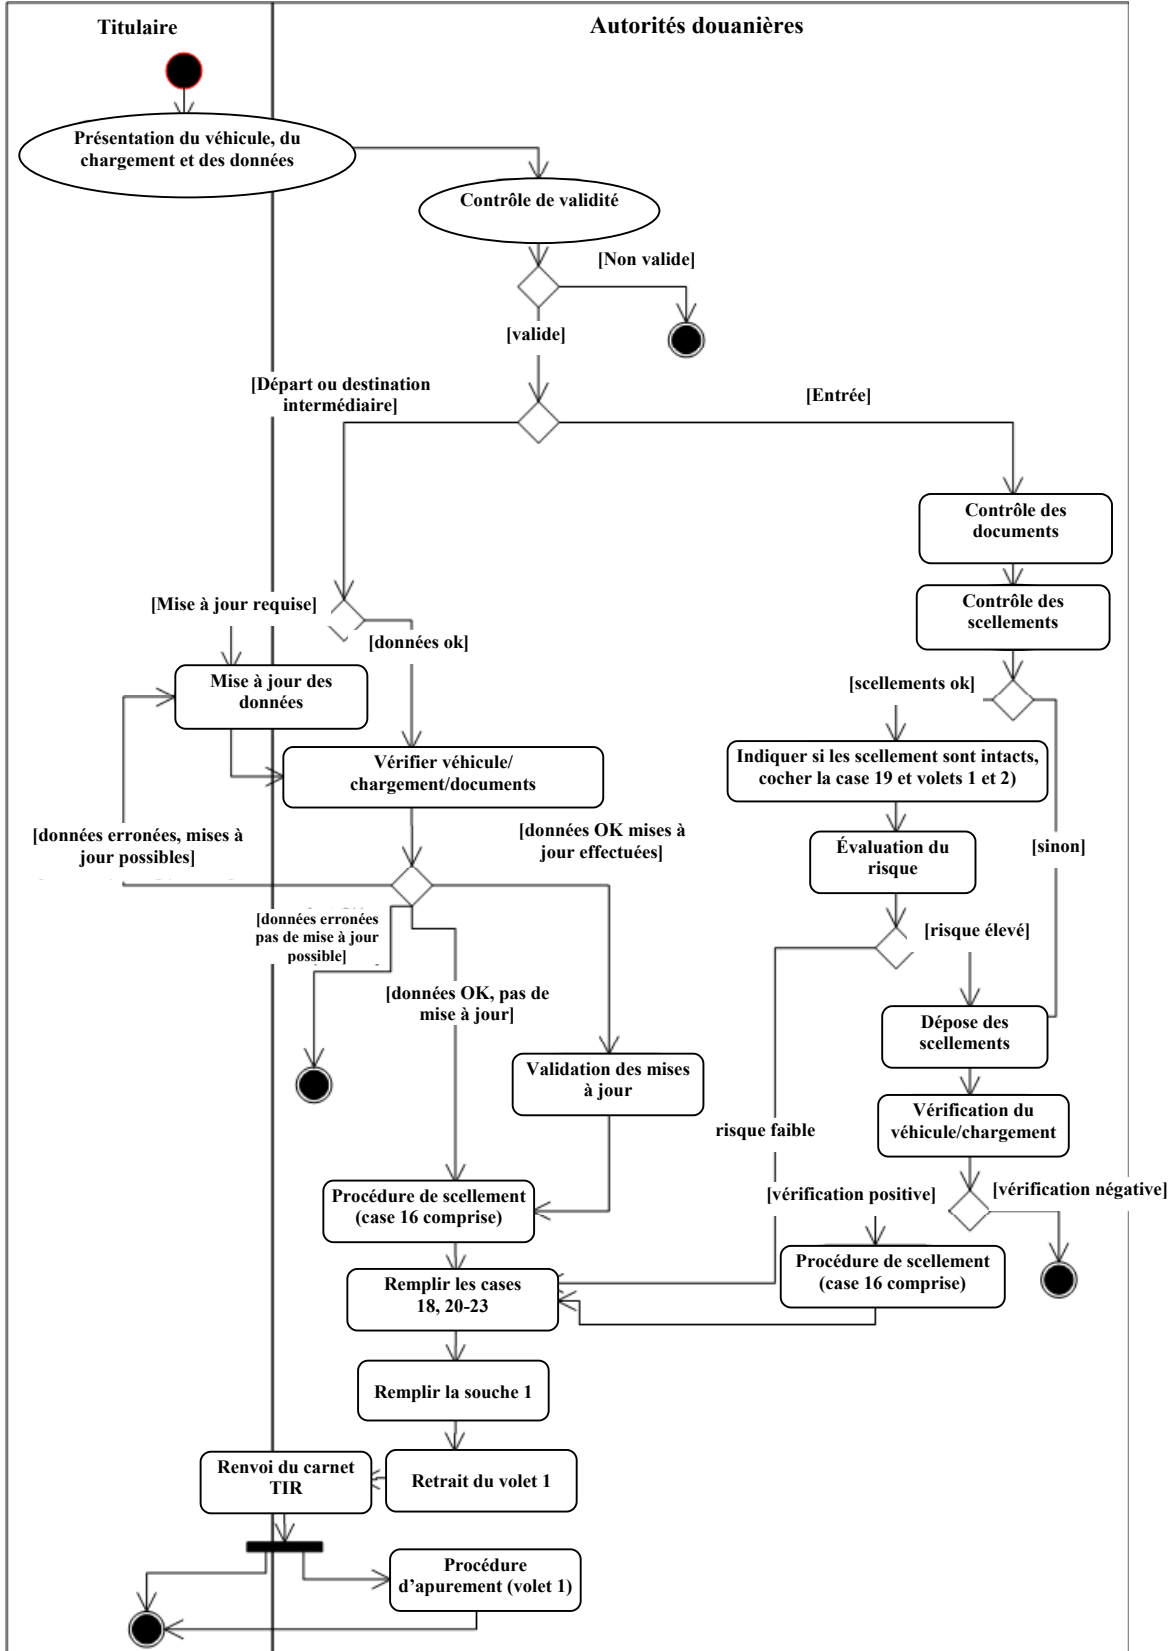 Titulaire
Autorités douanières
Présentation du véhicule, du
chargement et des données
Contrôle de validité
[Non valide]
[valide]
[Départ ou destination
intermédiaire]
[Entrée]
Contrôle des
documents
[Mise à jour requise]
Contrôle des
scellements
[données ok]
Mise à jour des
données
[scellements ok]
Vérifier véhicule/
chargement/documents
Indiquer si les scellement sont intacts,
cocher la case 19 et volets 1 et 2)
[données erronées, mises à
jour possibles]
[données OK mises à
jour effectuées]
Évaluation du
risque
[sinon]
[données erronées
pas de mise à jour
possible]
[risque élevé]
[données OK, pas de
mise à jour]
Dépose des
scellements
Validation des mises
à jour
Vérification du
véhicule/chargement
risque faible
Procédure de scellement
(case 16 comprise)
[vérification positive]
[vérification négative]
Remplir les cases
18, 20-23
Procédure de scellement
(case 16 comprise)
Remplir la souche 1
Renvoi du carnet
TIR
Retrait du volet 1
Procédure
d’apurement (volet 1)